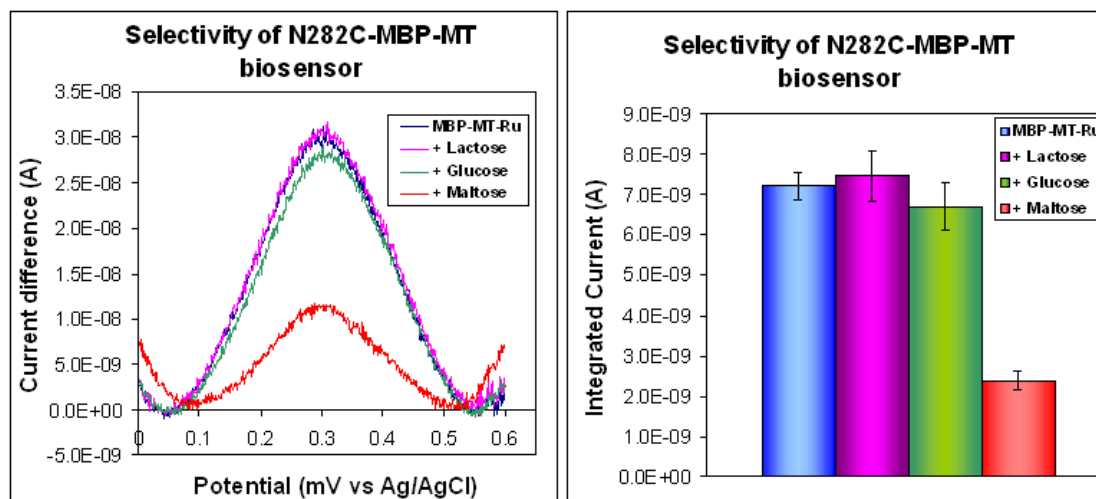 Selectivity of N282C-MBP-MT
biosensor
3.5E-08
3.0E-08
2.5E-08
2.0E-08
1.5E-08
1.0E-08
5.0E-09
0.0E+00
-5.0E-09
Current difference (A)
MBP-MT-Ru
+ Lactose
+ Glucose
+ Maltose
0 0.1 0.2 0.3 0.4 0.5 0.6
Potential (mV vs Ag/AgCl)
Selectivity of N282C-MBP-MT
biosensor
9.0E-09
8.0E-09
7.0E-09
6.0E-09
5.0E-09
4.0E-09
3.0E-09
2.0E-09
1.0E-09
0.0E+00
Integrated Current (A)
MBP-MT-Ru
+ Lactose
+ Glucose
+ Maltose